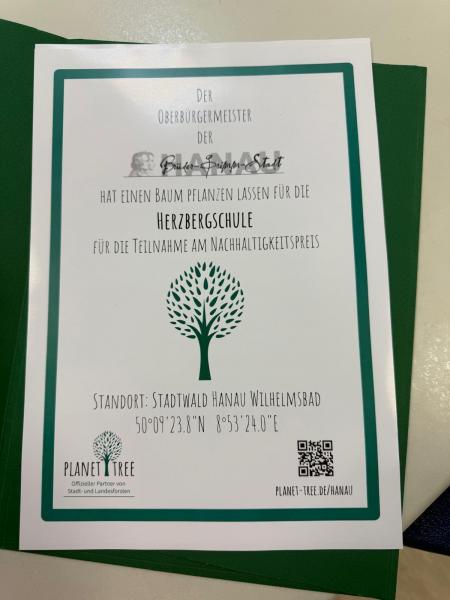 DER
OBERBÜRGERMEISTER
DER
HANAU
Brüder-Grimm-Stadt
HAT EINEN BAUM PFLANZEN LASSEN FÜR DIE
HERZBERGSCHULE
FÜR DIE TEILNAHME AM NACHHALTIGKEITSPREIS
STANDORT: STADTWALD HANAU WILHELMSBAD
50°09'23.8"N 8°53'24.0"E
PLANET TREE
Offizieller Partner von
Stadt- und Landesforsten
PLANET-TREE.DE/HANAU